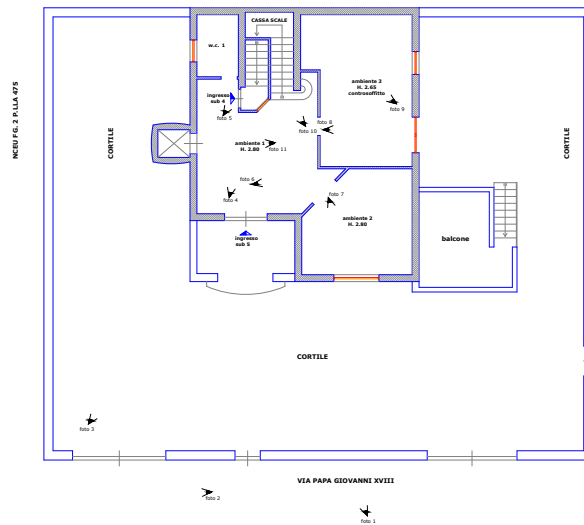 CASSA SCALE
w.c. 1
NCEU FG. 2 P.LLA 475
CORTILE
CORTILE
ambiente 3
H. 2.65
controsoffitto
ingresso
sub 4
foto 5
foto 9
foto 8
foto 10
ambiente 1
H. 2.80
foto 11
foto 6
foto 4
foto 7
ambiente 2
H. 2.80
ingresso
sub 5
balcone
CORTILE
foto 3
VIA PAPA GIOVANNI XVIII
foto 2
foto 1